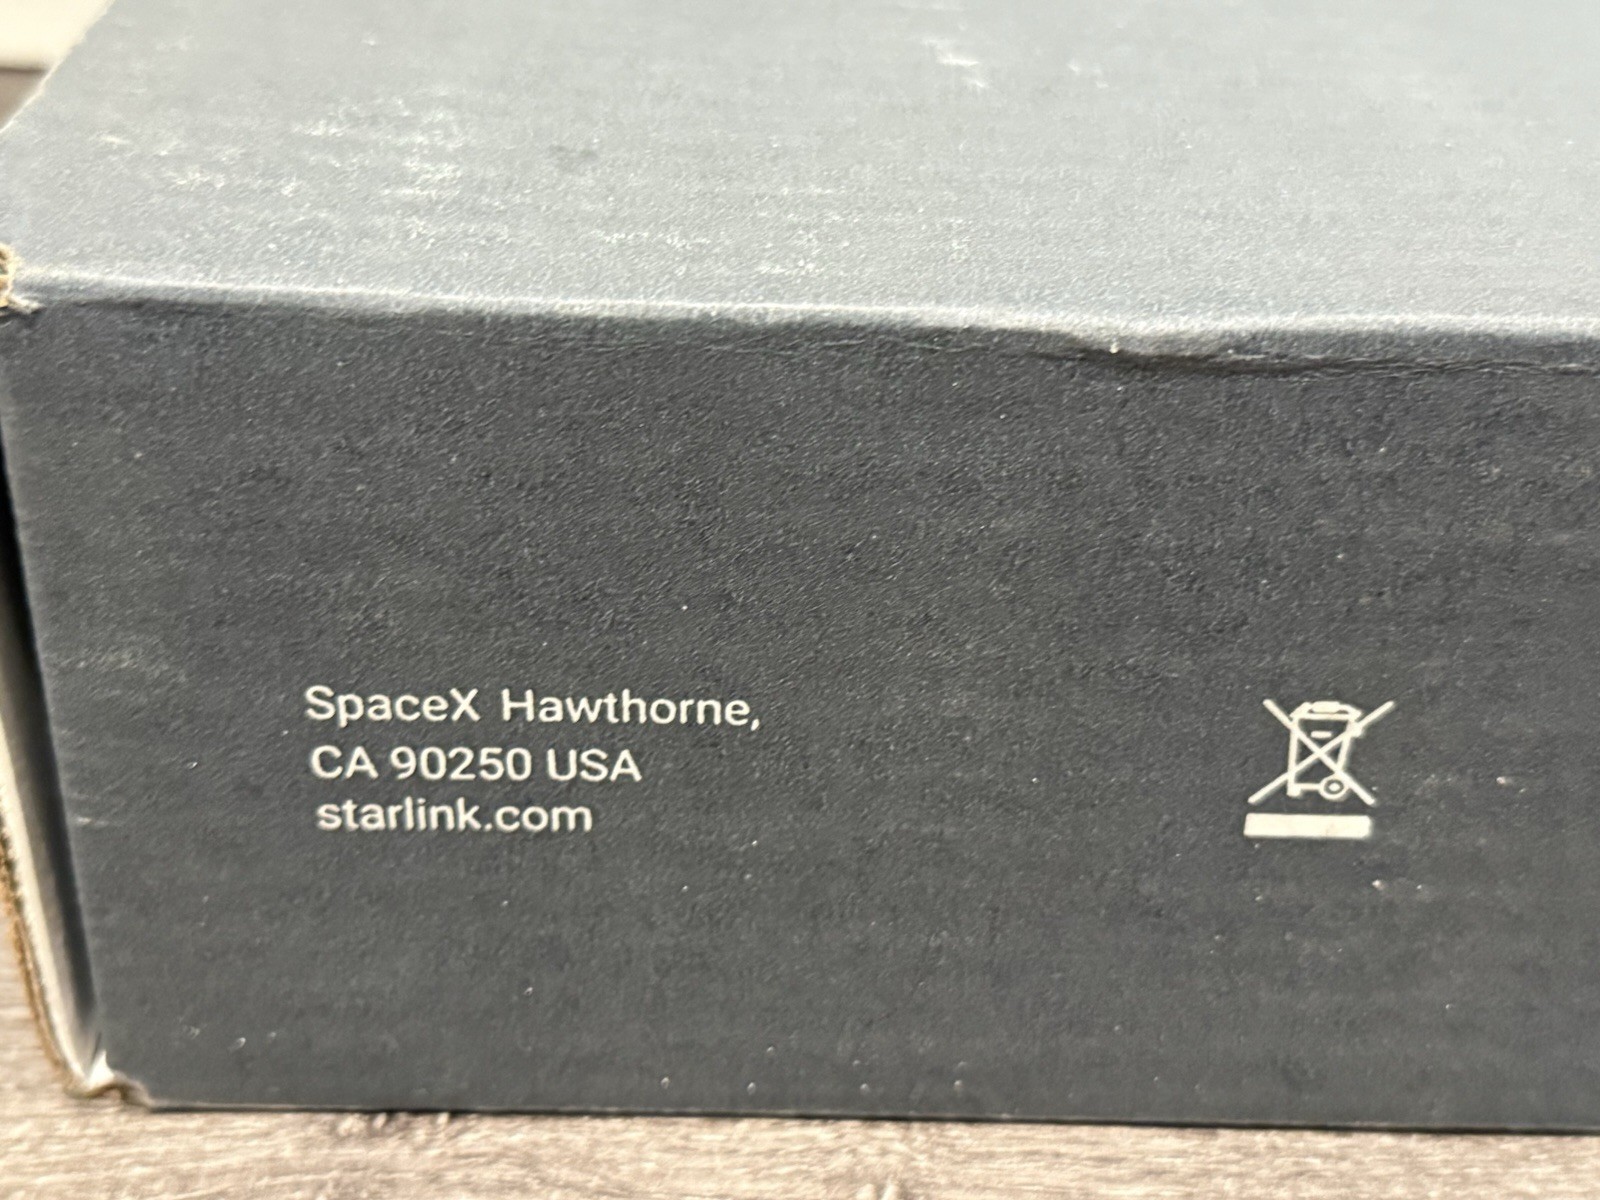 SpaceX Hawthorne,
CA 90250 USA
starlink.com